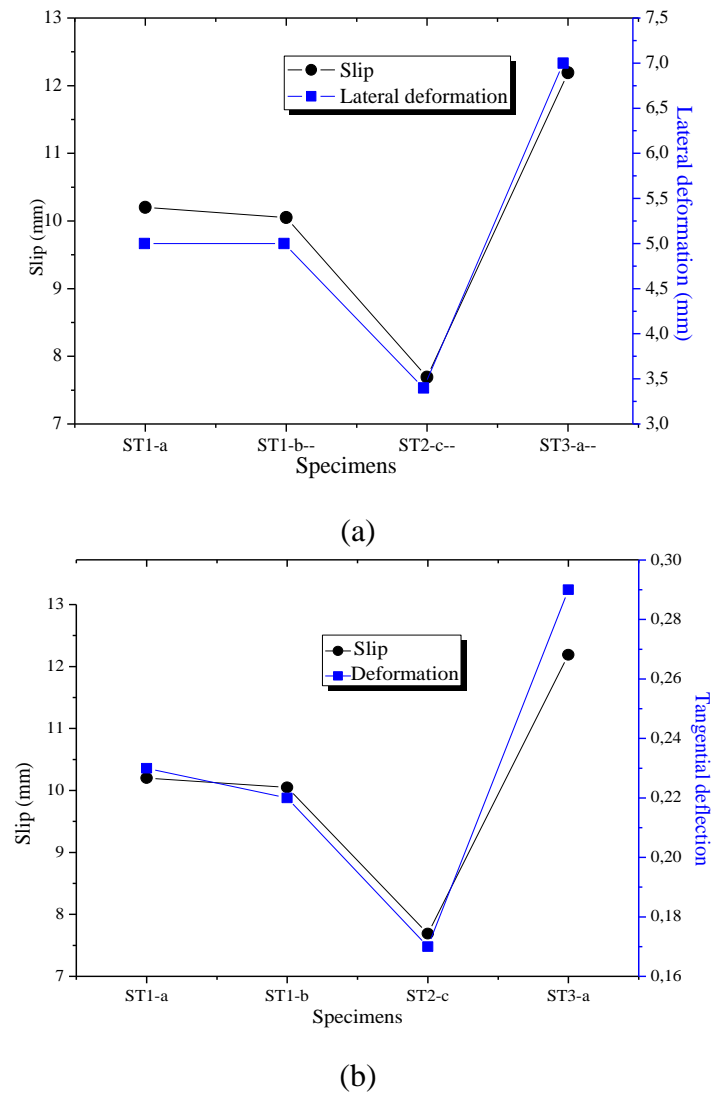 13
12
11
10
9
8
7
Slip (mm)
Slip
Lateral deformation
7,5
7,0
6,5
6,0
5,5
5,0
4,5
4,0
3,5
3,0
Lateral deformation (mm)
ST1-a ST1-b-- ST2-c-- ST3-a--
Specimens
(a)
13
12
11
10
9
8
7
Slip (mm)
Slip
Deformation
0,30
0,28
0,26
0,24
0,22
0,20
0,18
0,16
Tangential deflection
ST1-a ST1-b ST2-c ST3-a
Specimens
(b)